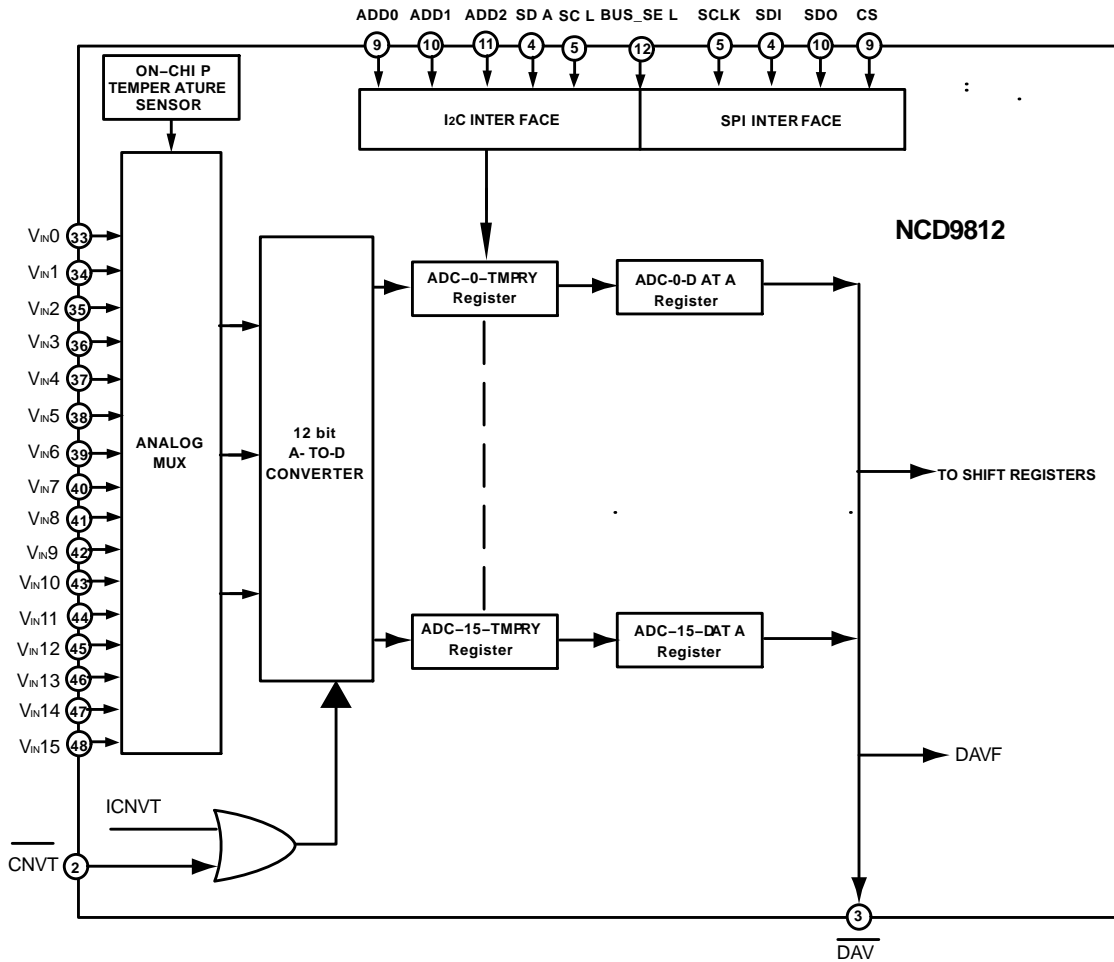 ADD0 ADD1 ADD2 SD A SC L BUS_SE L SCLK SDI SDO CS
9 10 11 4 5 12 5 4 10 9
ON–CHI P
TEMPER ATURE
SENSOR
I2C INTER FACE
SPI INTER FACE
NCD9812
VIN0 33
VIN1 34
VIN2 35
VIN3 36
VIN4 37
VIN5 38
VIN6 39
VIN7 40
VIN8 41
VIN9 42
VIN10 43
VIN11 44
VIN12 45
VIN13 46
VIN14 47
VIN15 48
ANALOG
MUX
12 bit
A- TO-D
CONVERTER
ADC–0–TMPRY
Register
ADC-0-D AT A
Register
TO SHIFT REGISTERS
ADC–15–TMPRY
Register
ADC–15–DAT A
Register
DAVF
ICNVT
CNVT 2
3
DAV